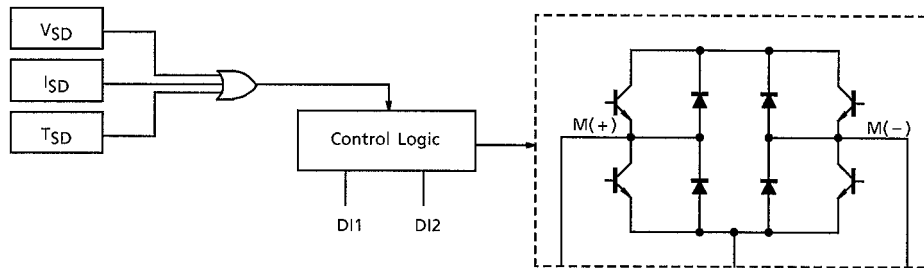 VSD
ISD
TSD
Control Logic
DI1 DI2
M(+) M(-)